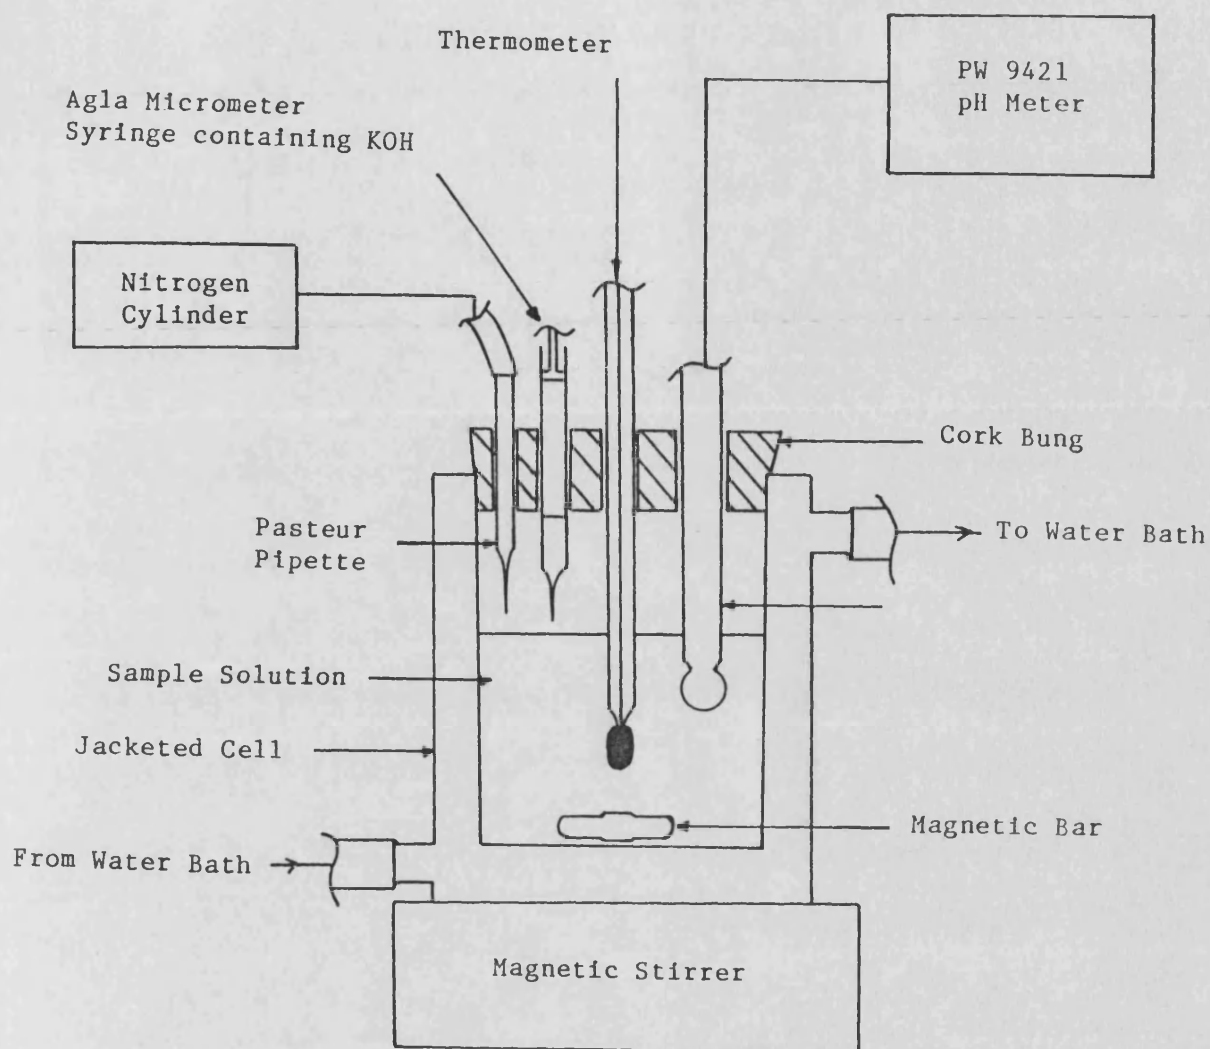 Thermometer
PW 9421
pH Meter
Agla Micrometer
Syringe containing KOH
Nitrogen
Cylinder
Cork Bung
Pasteur
Pipette
To Water Bath
Sample Solution
Jacketed Cell
Magnetic Bar
From Water Bath
Magnetic Stirrer